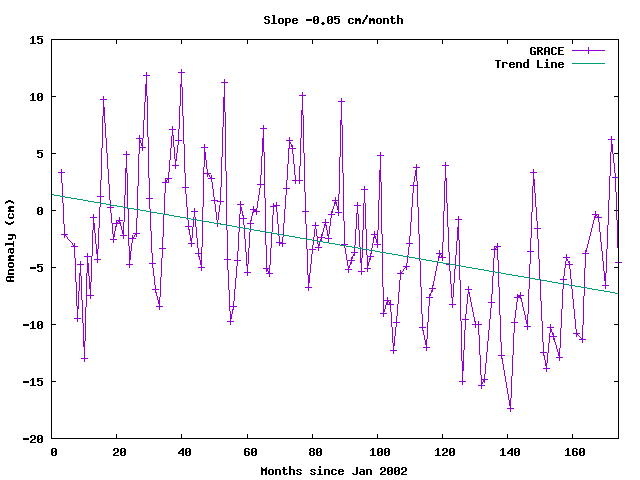 Slope -0.05 cm/month
GRACE
Trend Line
15
10
5
0
-5
-10
-15
-20
Anomaly (cm)
0 20 40 60 80 100 120 140 160
Months since Jan 2002